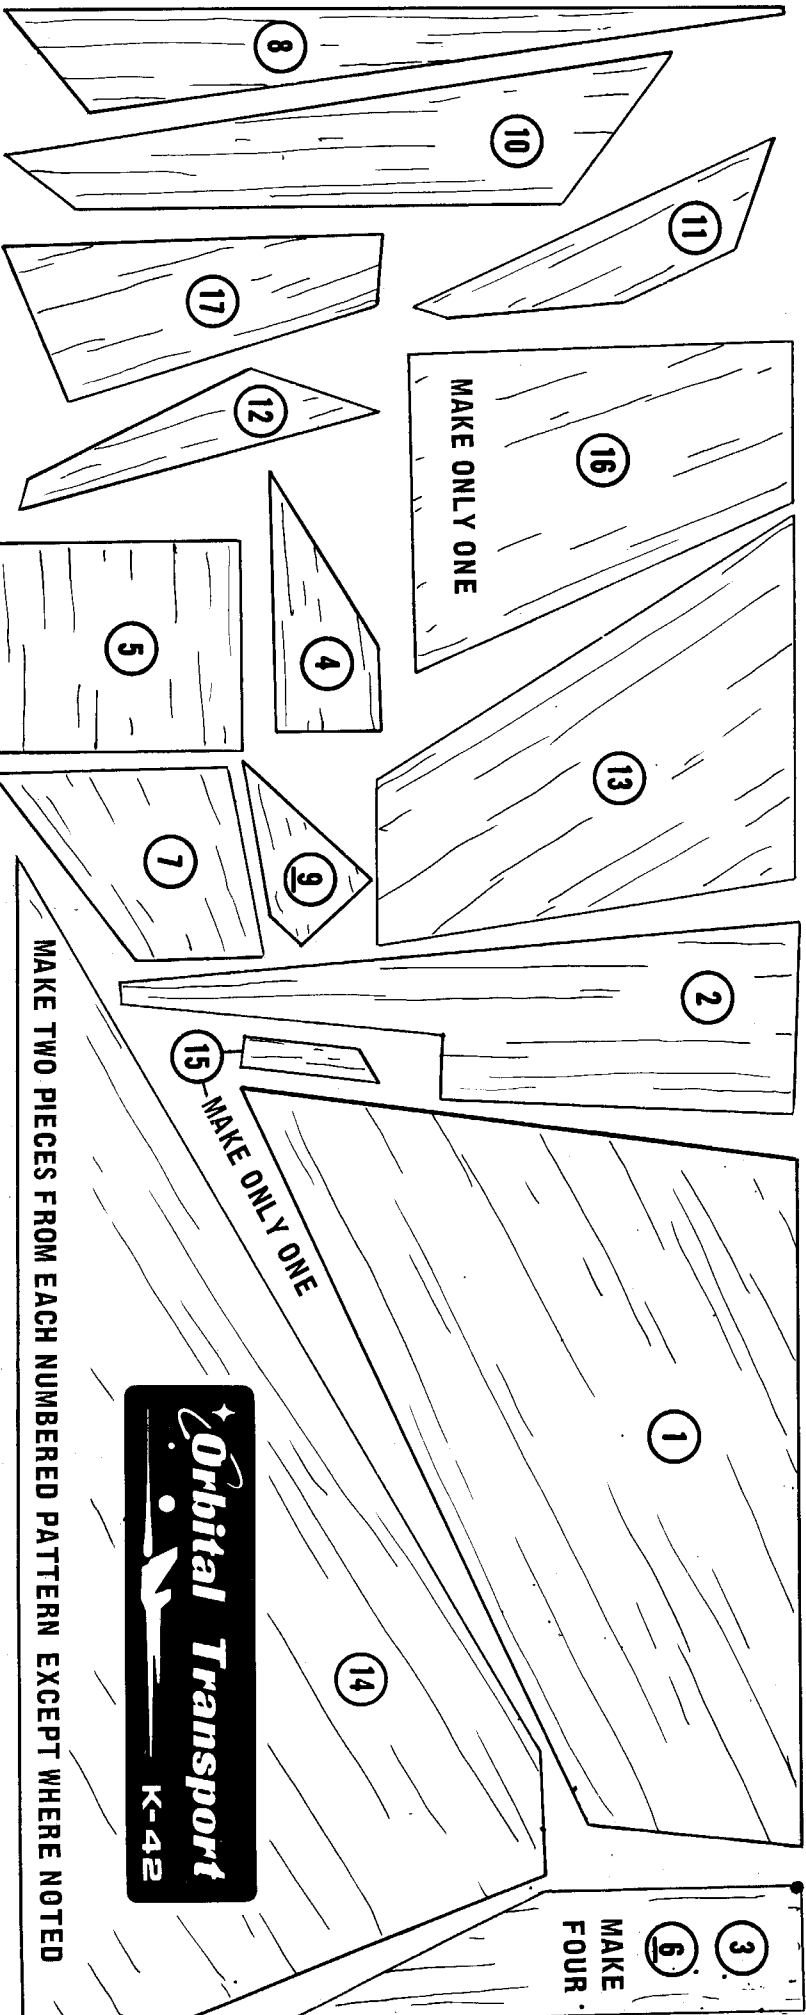 8
10
11
17
12
16
MAKE ONLY ONE
4
5
13
7
9
2
15
MAKE ONLY ONE
1
14
Orbital Transport
K-42
3
6
MAKE
FOUR
MAKE TWO PIECES FROM EACH NUMBERED PATTERN EXCEPT WHERE NOTED